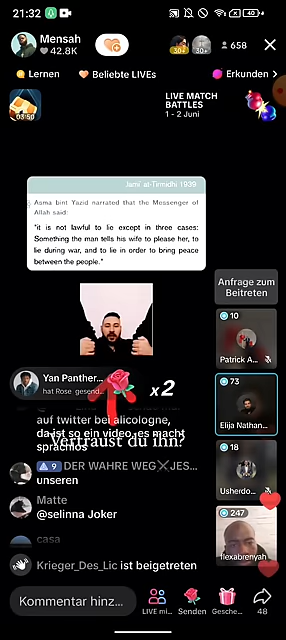 21:32
40
Mensah
42.8K
30+
30+
658
Lernen
Beliebte LIVEs
Erkunden
03:50
LIVE MATCH
BATTLES
1 - 2 Juni
Jami` at-Tirmidhi 1939
Asma bint Yazid narrated that the Messenger of
Allah said:
"it is not lawful to lie except in three cases:
Something the man tells his wife to please her, to
lie during war, and to lie in order to bring peace
between the people."
Anfrage zum
Beitreten
10
Patrick A...
73
Elija Nathan...
18
Usherdo...
247
ilexabrenyah
Yan Panther...
hat Rose gesend...
x2
auf twitter bei alicologne,
da ist so ein video, es macht
sprachlos
Vertraust du ihn?
9 DER WAHRE WEG⚔JES...
unseren
Matte
@selinna Joker
casa
Krieger_Des_Lic ist beigetreten
Kommentar hinz...
LIVE mi...
Senden
Gesche...
48